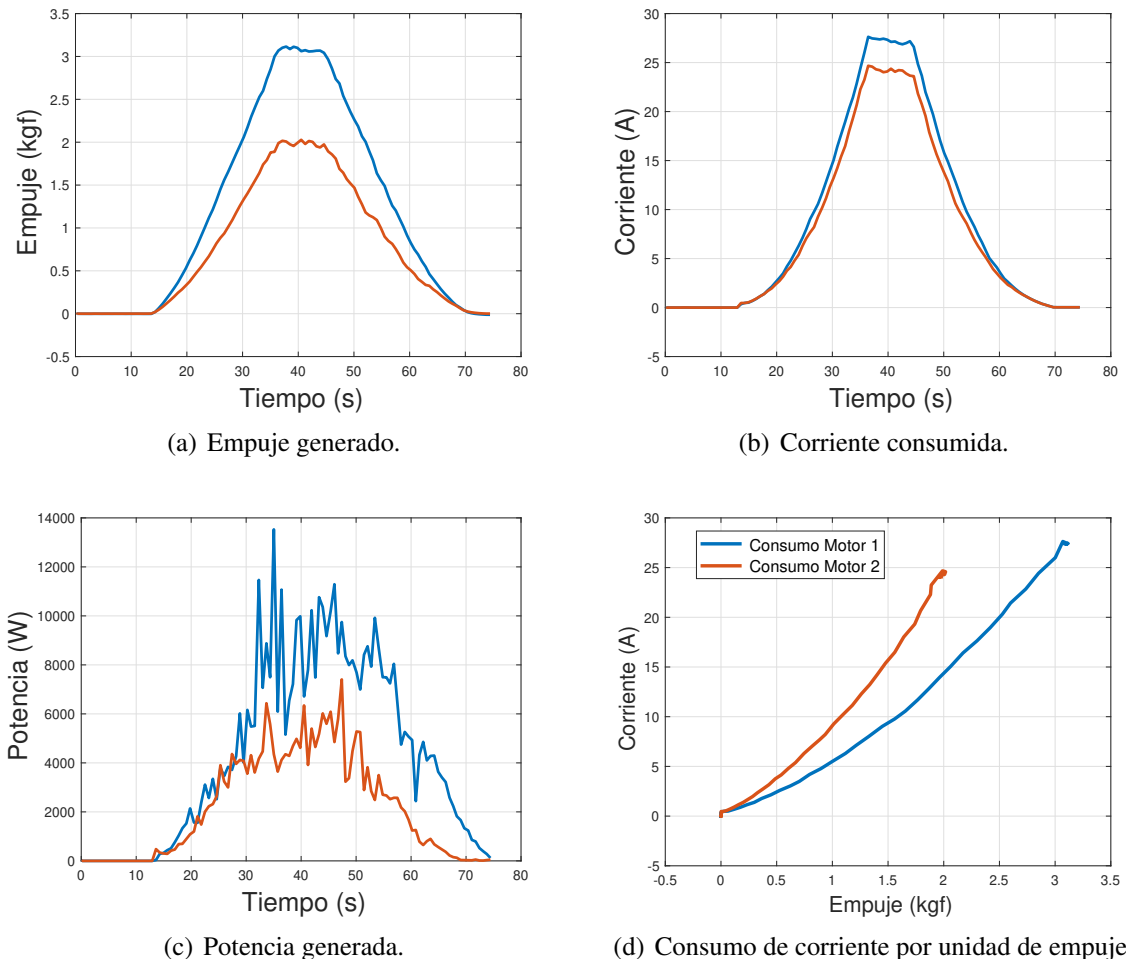 3.5
3
2.5
2
1.5
1
0.5
0
-0.5
Empuje (kgf)
0 10 20 30 40 50 60 70 80
Tiempo (s)
(a) Empuje generado.
30
25
20
15
10
5
0
-5
Corriente (A)
0 10 20 30 40 50 60 70 80
Tiempo (s)
(b) Corriente consumida.
14000
12000
10000
8000
6000
4000
2000
0
Potencia (W)
0 10 20 30 40 50 60 70 80
Tiempo (s)
(c) Potencia generada.
30
25
20
15
10
5
0
-5
Corriente (A)
Consumo Motor 1
Consumo Motor 2
-0.5 0 0.5 1 1.5 2 2.5 3 3.5
Empuje (kgf)
(d) Consumo de corriente por unidad de empuje